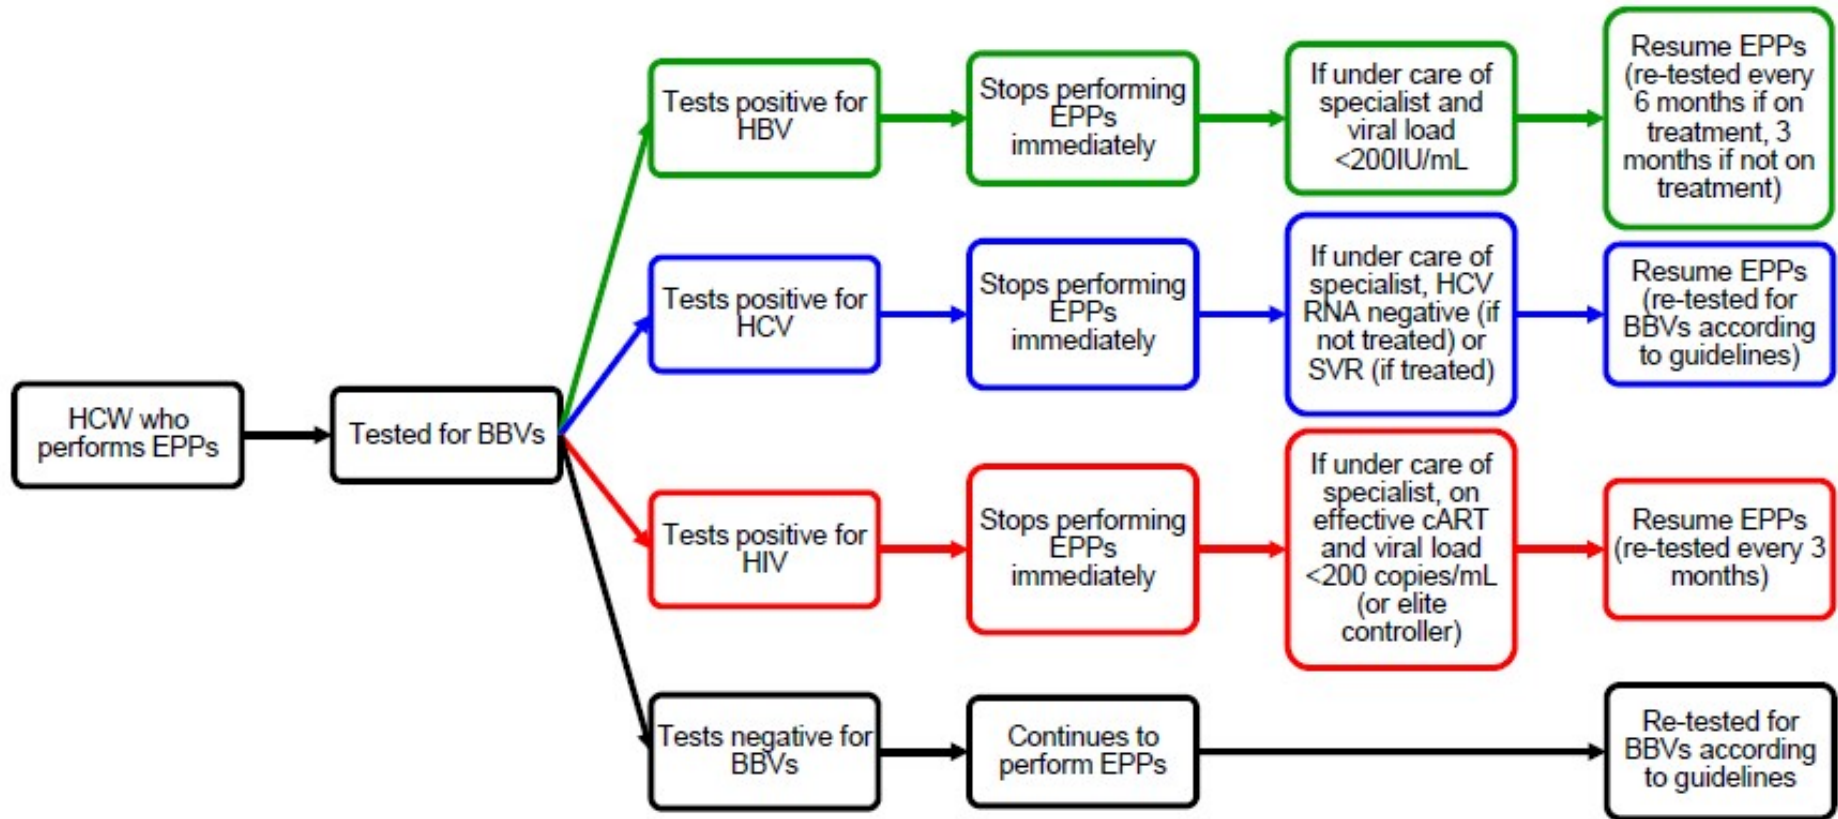 HCW who
performs EPPs
Tested for BBVs
Tests positive for
HBV
Stops performing
EPPs
immediately
If under care of
specialist and
viral load
<200IU/mL
Resume EPPs
(re-tested every
6 months if on
treatment, 3
months if not on
treatment)
Tests positive for
HCV
Stops performing
EPPs
immediately
If under care of
specialist, HCV
RNA negative (if
not treated) or
SVR (if treated)
Resume EPPs
(re-tested for
BBVs according
to guidelines)
Tests positive for
HIV
Stops performing
EPPs
immediately
If under care of
specialist, on
effective cART
and viral load
<200 copies/mL
(or elite
controller)
Resume EPPs
(re-tested every 3
months)
Tests negative for
BBVs
Continues to
perform EPPs
Re-tested for
BBVs according
to guidelines